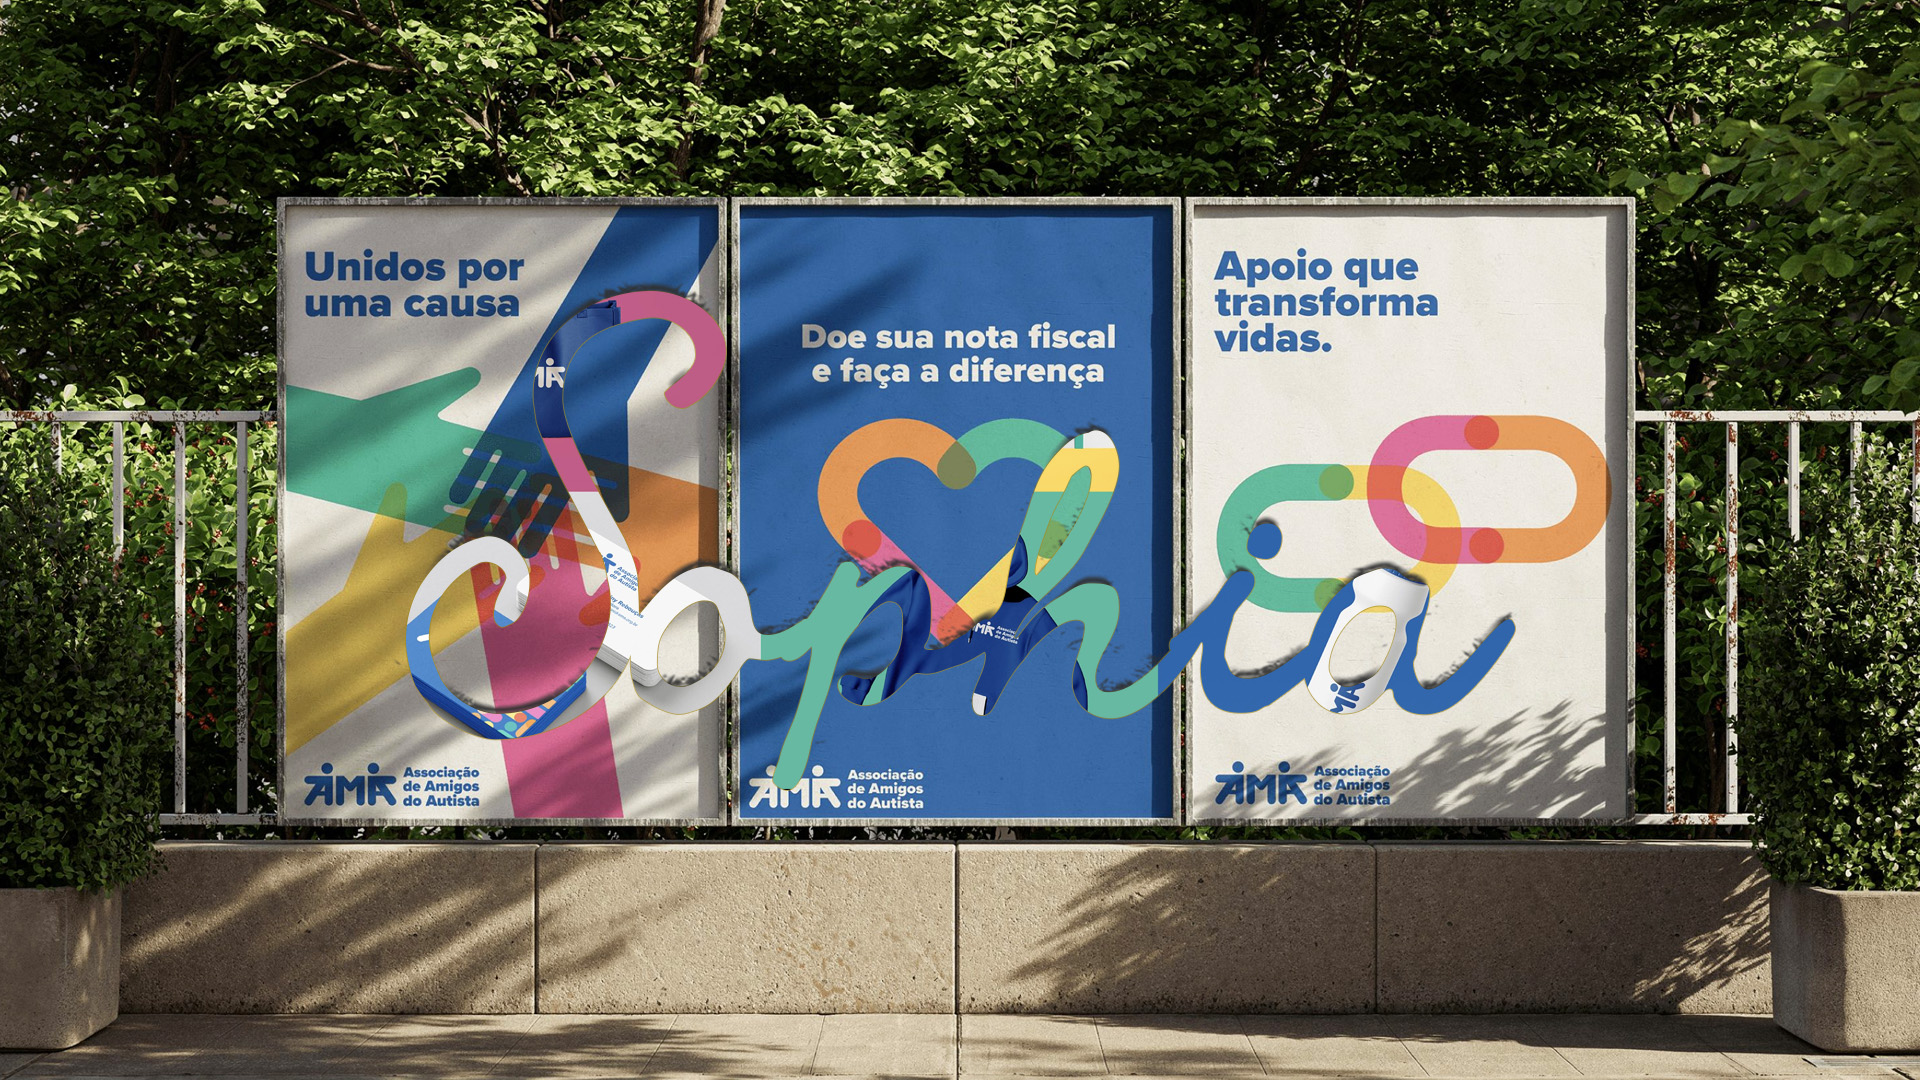 Unidos por
uma causa
AMA
Associação
de Amigos
do Autista
Doe sua nota fiscal
e faça a diferença
AMA
Associação
de Amigos
do Autista
Apoio que
transforma
vidas.
AMA
Associação
de Amigos
do Autista
Sophia